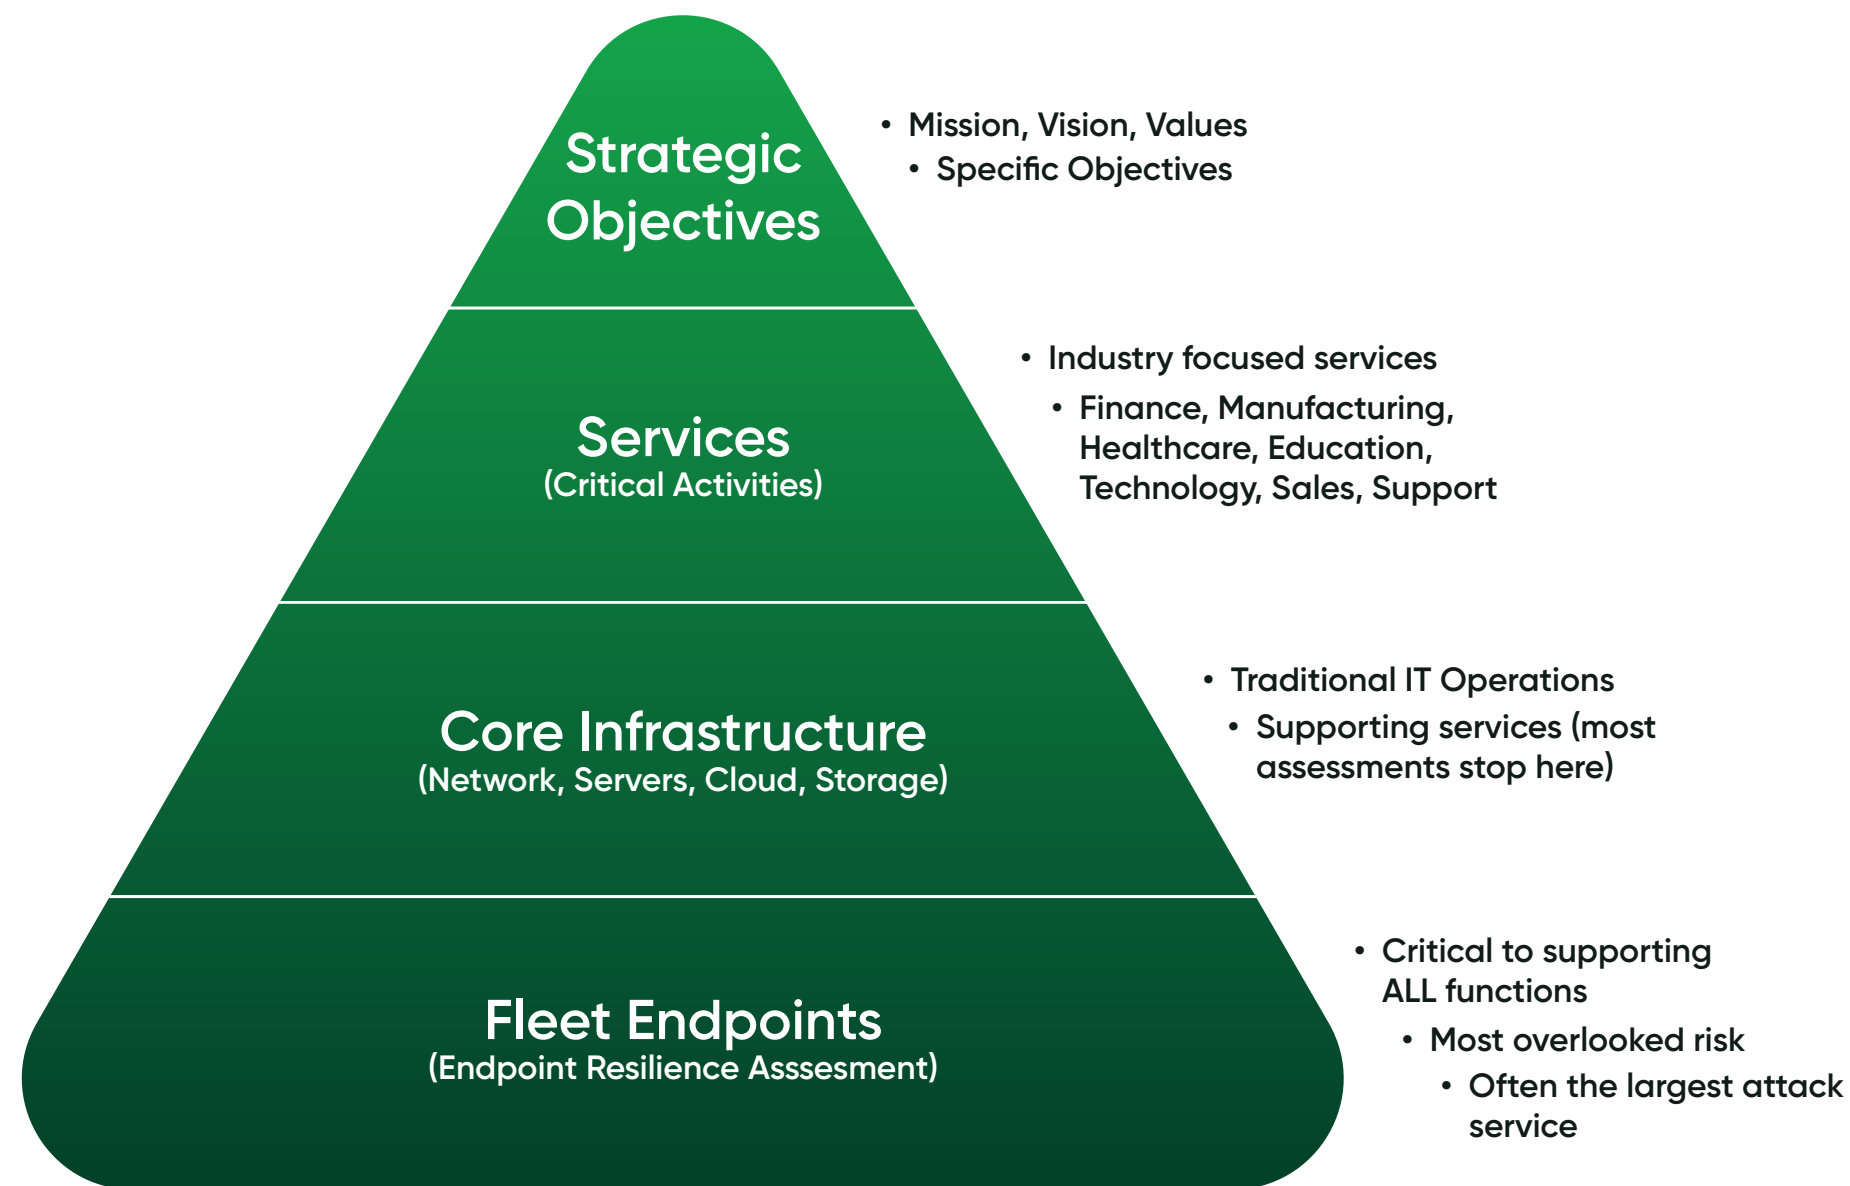 Strategic
Objectives
• Mission, Vision, Values
• Specific Objectives
Services
(Critical Activities)
• Industry focused services
• Finance, Manufacturing,
Healthcare, Education,
Technology, Sales, Support
Core Infrastructure
(Network, Servers, Cloud, Storage)
• Traditional IT Operations
• Supporting services (most
assessments stop here)
Fleet Endpoints
(Endpoint Resilience Asssesment)
• Critical to supporting
ALL functions
• Most overlooked risk
• Often the largest attack
service